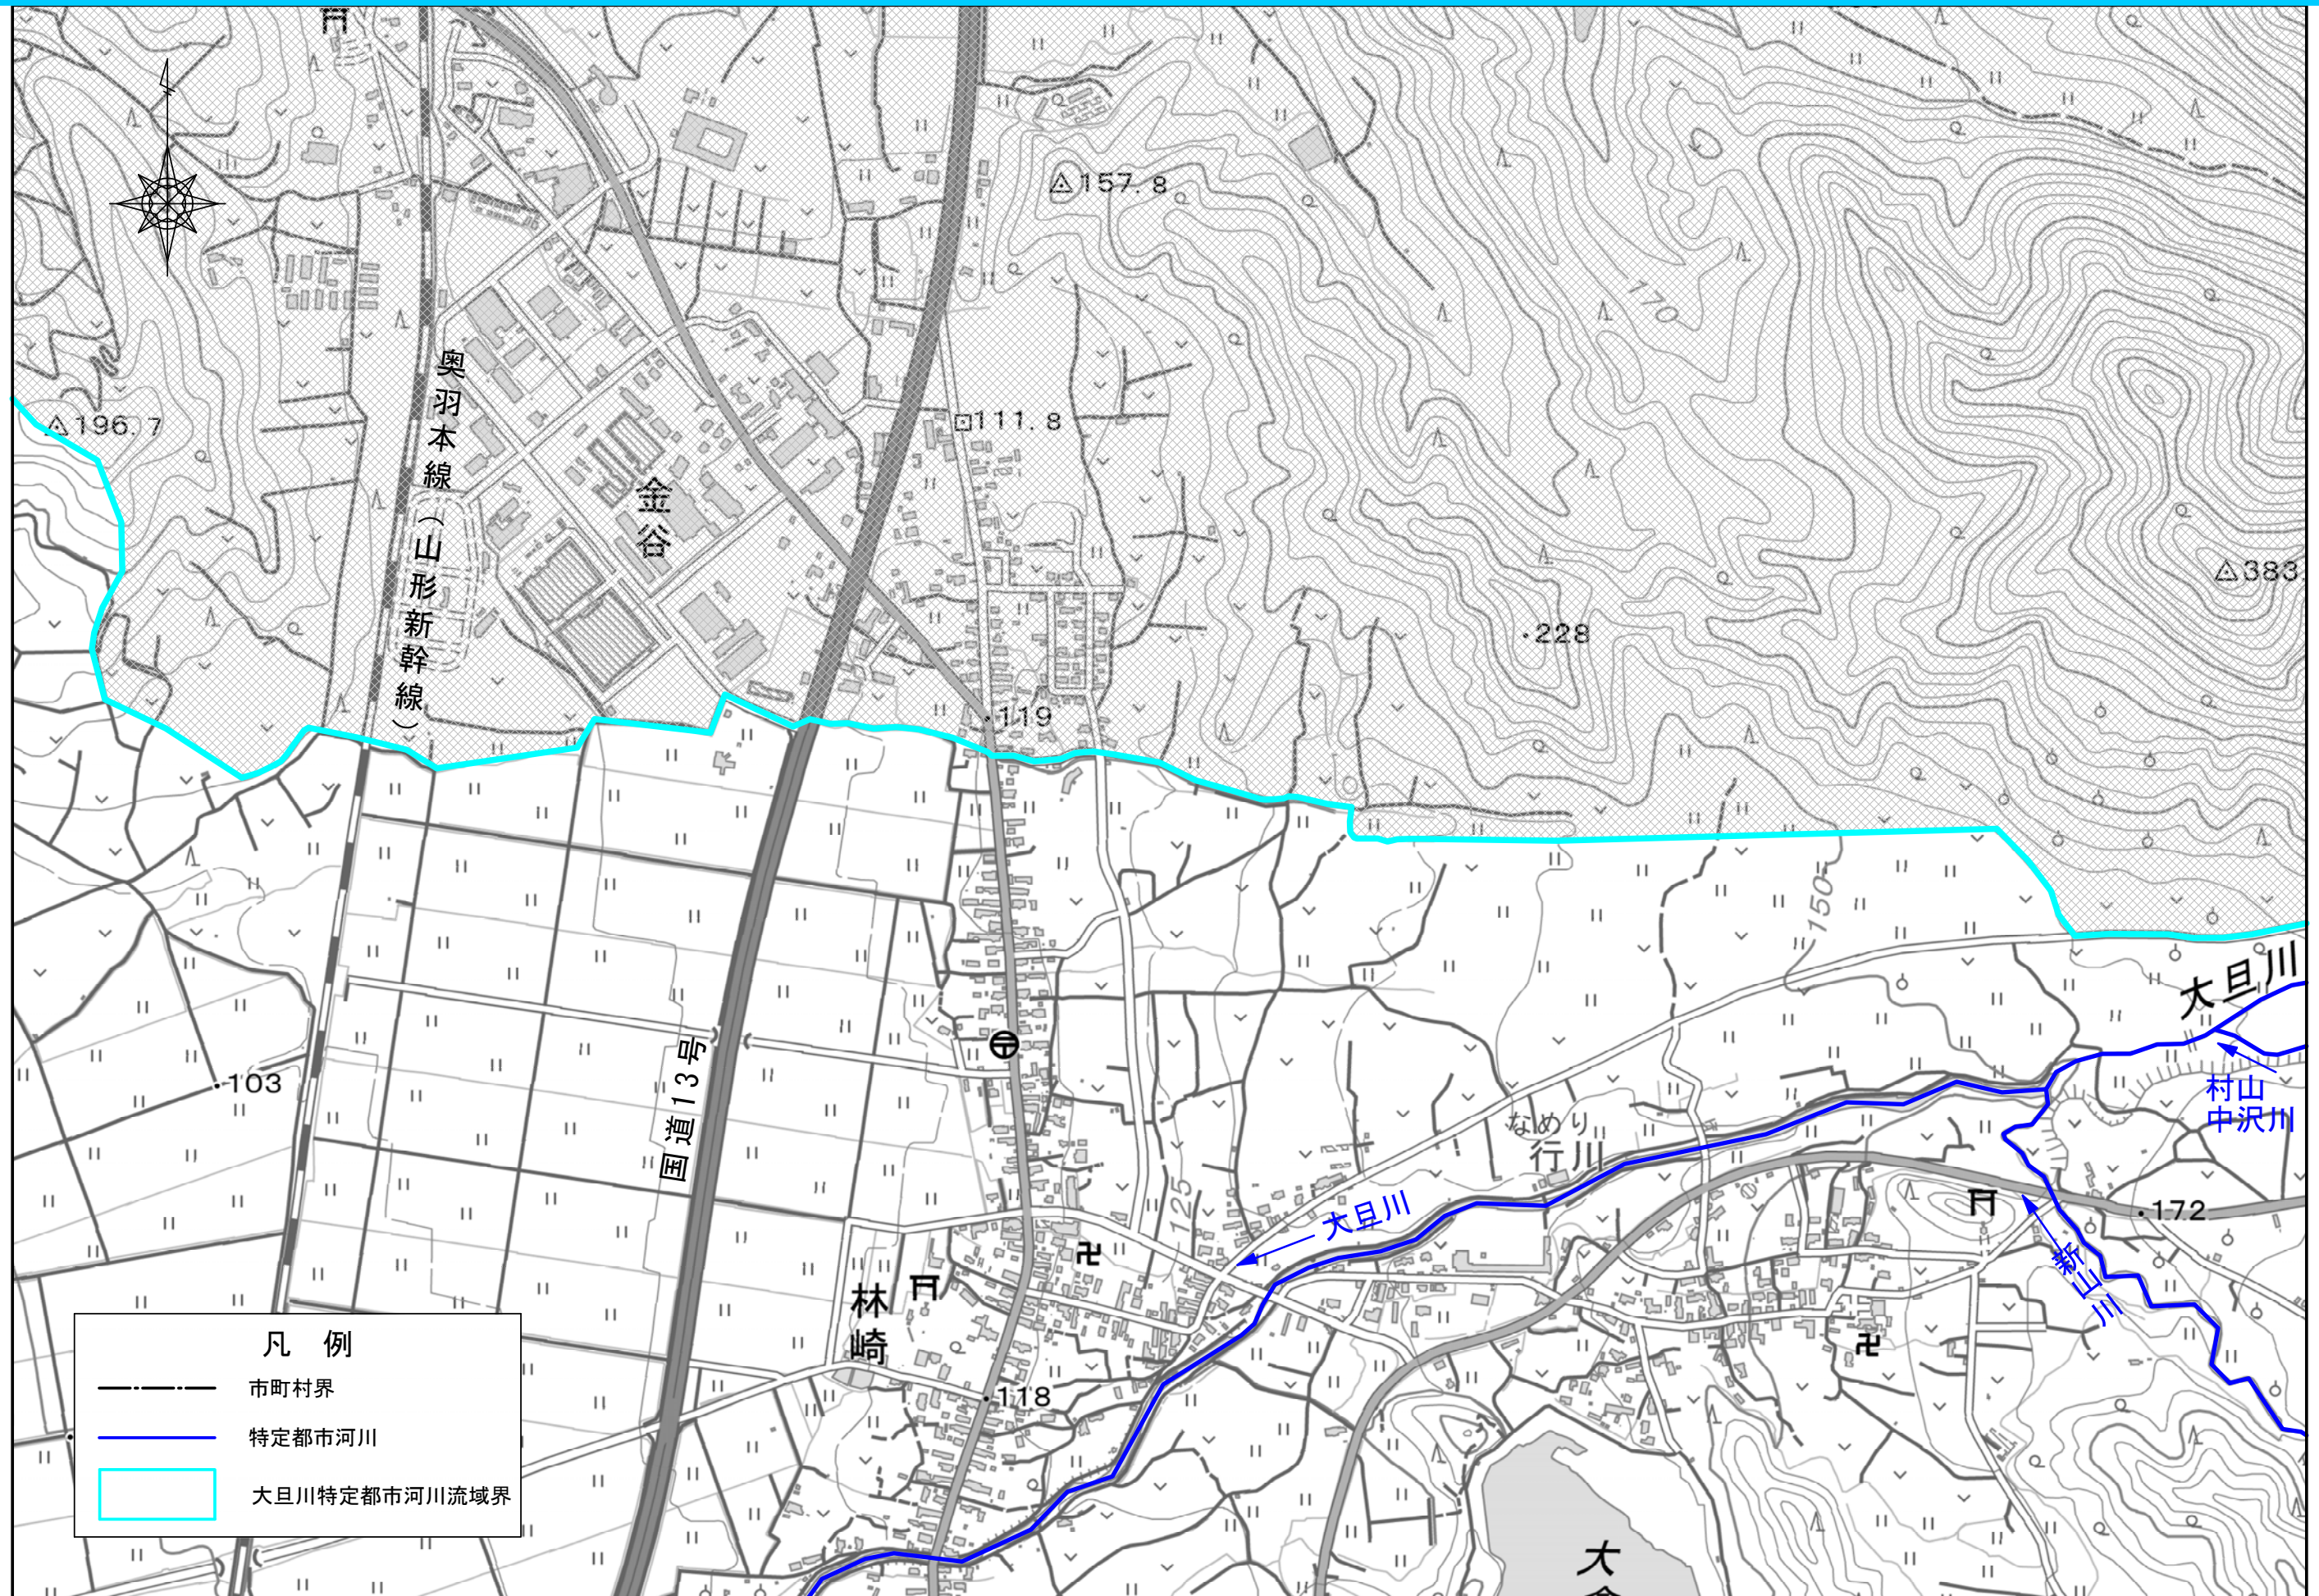 157.8
170
奥羽本線（山形新幹線）
196.7
111.8
金谷
383.
228
119
150
大旦川
103
国道13号
村山
中沢川
なめり
行川
125
大旦川
172
新山川
林崎
118
大
凡 例
市町村界
特定都市河川
大旦川特定都市河川流域界